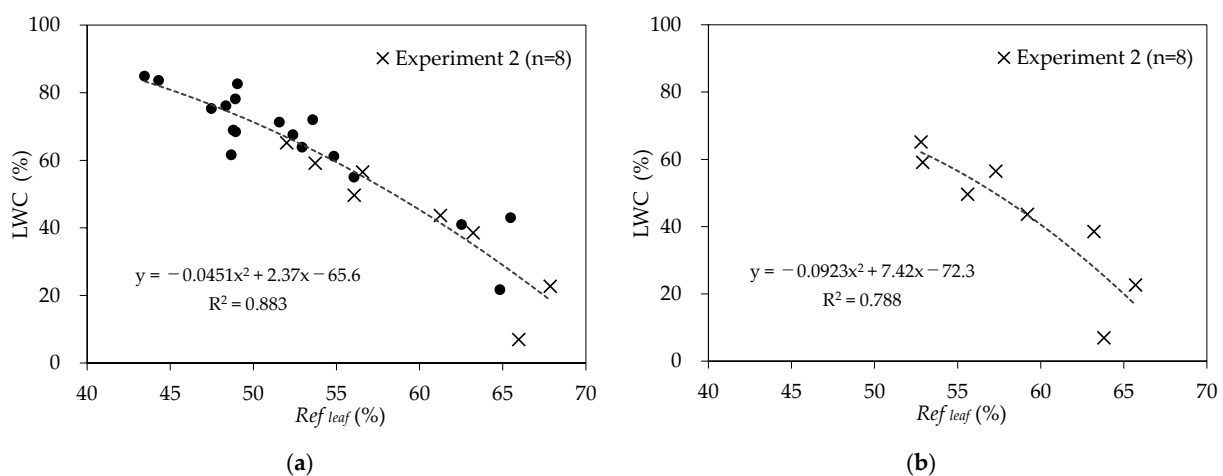 100
80
60
40
20
0
LWC (%)
× Experiment 2 (n=8)
y = −0.0451x² + 2.37x − 65.6
R² = 0.883
40 45 50 55 60 65 70
Ref leaf (%)
(a)
100
80
60
40
20
0
LWC (%)
× Experiment 2 (n=8)
y = −0.0923x² + 7.42x − 72.3
R² = 0.788
40 45 50 55 60 65 70
Ref leaf (%)
(b)